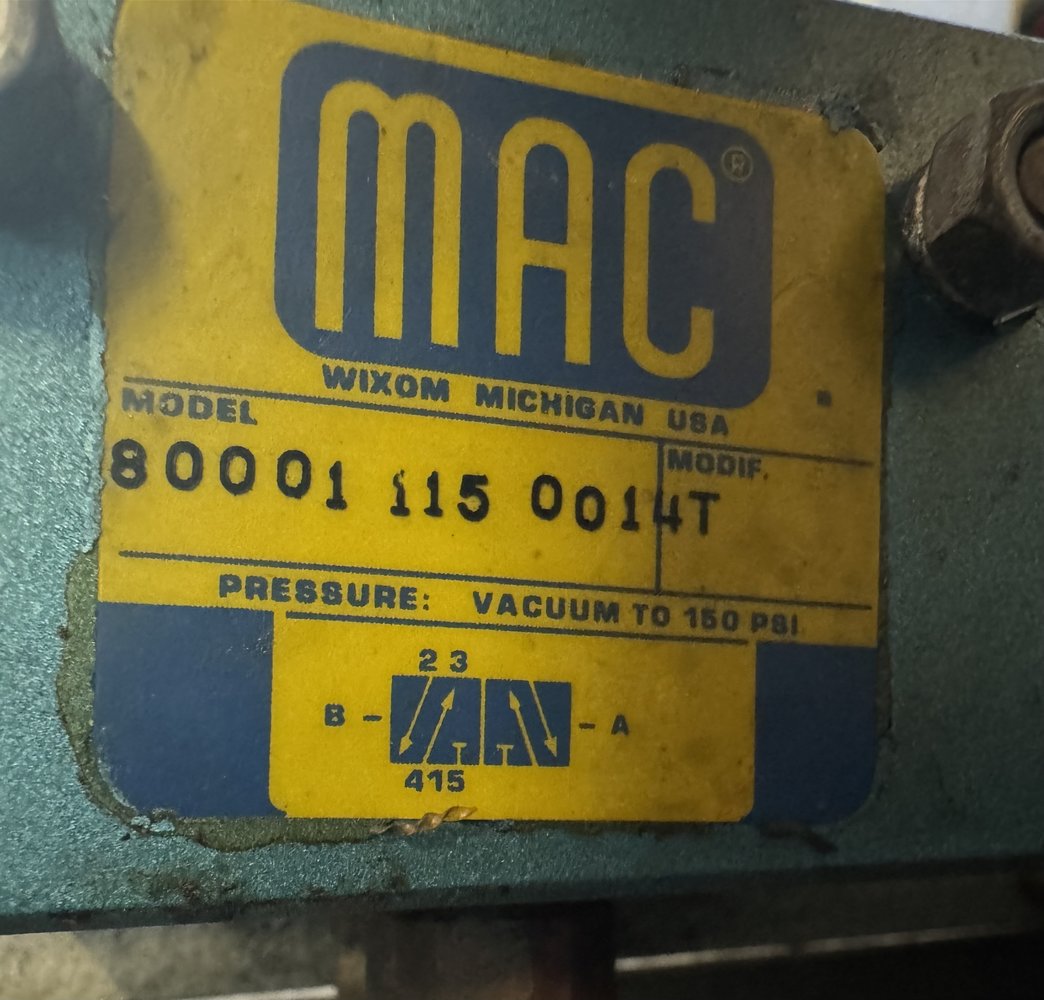 MAC®
WIXOM MICHIGAN USA
MODEL
MODIF.
80001 115 0014T
PRESSURE: VACUUM TO 150 PSI
2 3
B - - A
415